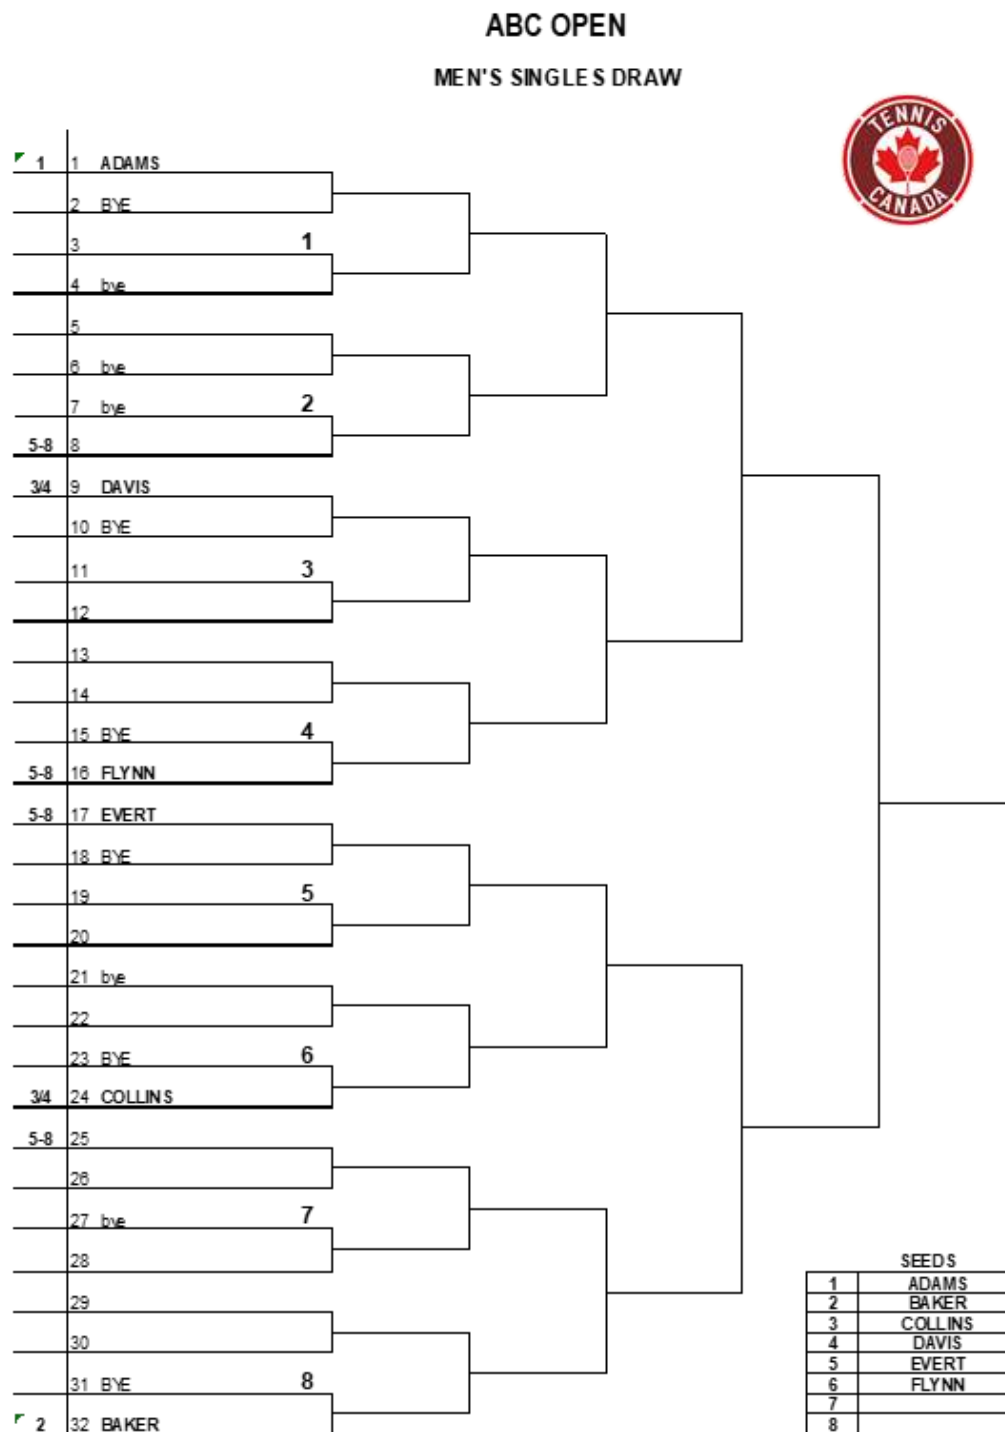 ABC OPEN
MEN'S SINGLES DRAW
TENNIS
CANADA
1 1 ADAMS
2 BYE
3 1
4 bye
5
6 bye
7 bye 2
5-8 8
3/4 9 DAVIS
10 BYE
11 3
12
13
14
15 BYE 4
5-8 16 FLYNN
5-8 17 EVERT
18 BYE
19 5
20
21 bye
22
23 BYE 6
3/4 24 COLLINS
5-8 25
26
27 bye 7
28
29
30
31 BYE 8
2 32 BAKER
SEEDS
1 ADAMS
2 BAKER
3 COLLINS
4 DAVIS
5 EVERT
6 FLYNN
7
8